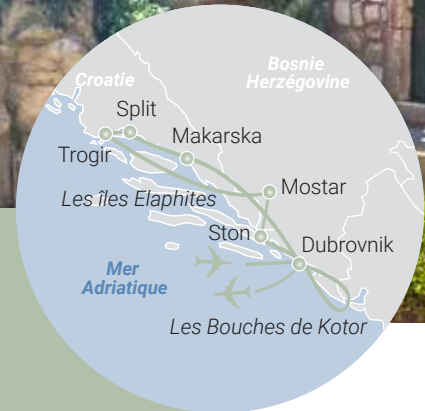 Bosnie
Herzégovine
Croatie
Split
Makarska
Trogir
Mostar
Les îles Elaphites
Ston
Dubrovnik
Mer
Adriatique
Les Bouches de Kotor